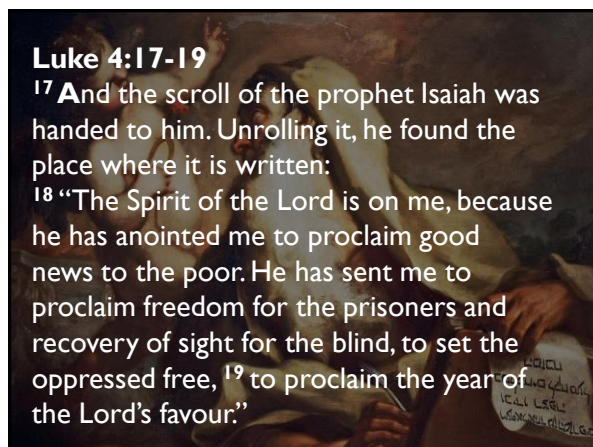 Luke 4:17-19
17 And the scroll of the prophet Isaiah was
handed to him. Unrolling it, he found the
place where it is written:
18 “The Spirit of the Lord is on me, because
he has anointed me to proclaim good
news to the poor. He has sent me to
proclaim freedom for the prisoners and
recovery of sight for the blind, to set the
oppressed free, 19 to proclaim the year of
the Lord’s favour.”